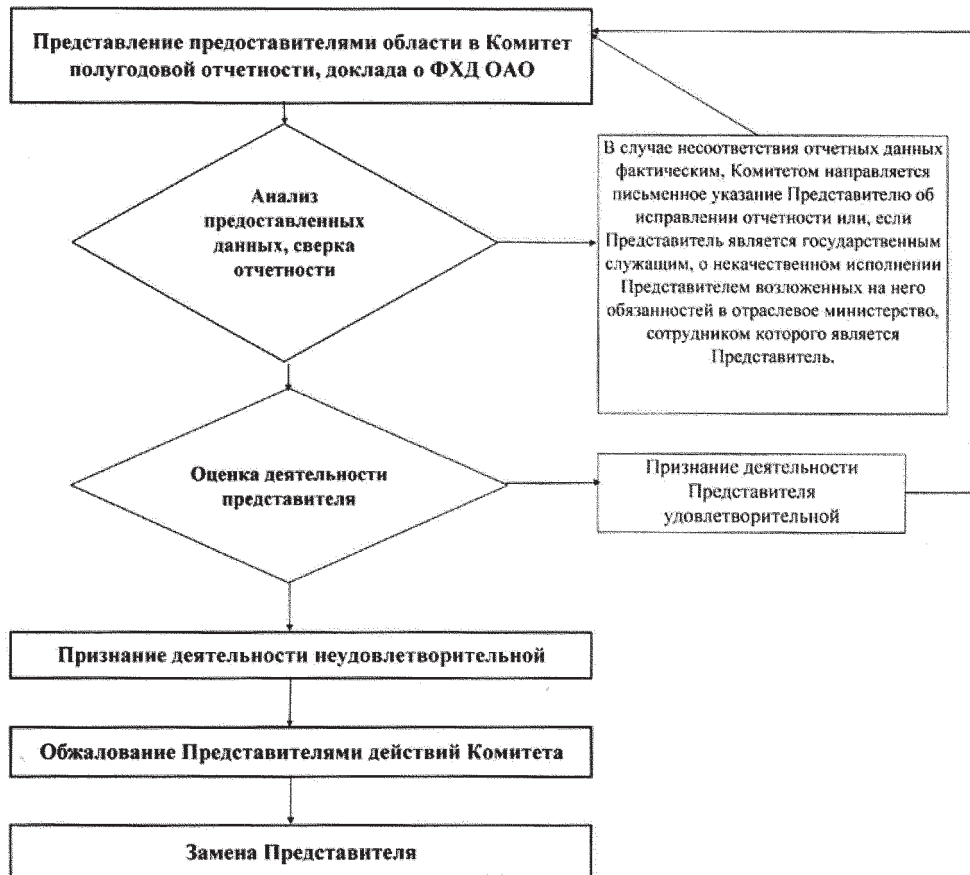 Представление предоставителями области в Комитет
полугодовой отчетности, доклада о ФХД ОАО
Анализ
предоставленных
данных, сверка
отчетности
В случае несоответствия отчетных данных
фактическим, Комитетом направляется
письменное указание Представителю об
исправлении отчетности или, если
Представитель является государственным
служащим, о некачественном исполнении
Представителем возложенных на него
обязанностей в отраслевое министерство,
сотрудником которого является
Представитель.
Оценка деятельности
представителя
Признание деятельности
Представителя
удовлетворительной
Признание деятельности неудовлетворительной
Обжалование Представителями действий Комитета
Замена Представителя